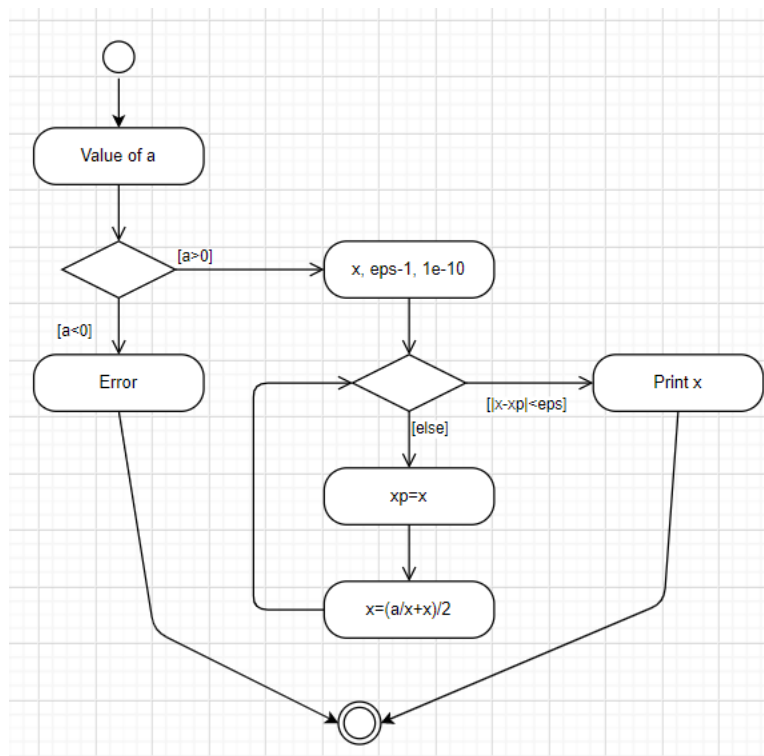 Value of a
[a>0]
x, eps-1, 1e-10
[a<0]
Error
Print x
[|x-xp|<eps]
[else]
xp=x
x=(a/x+x)/2